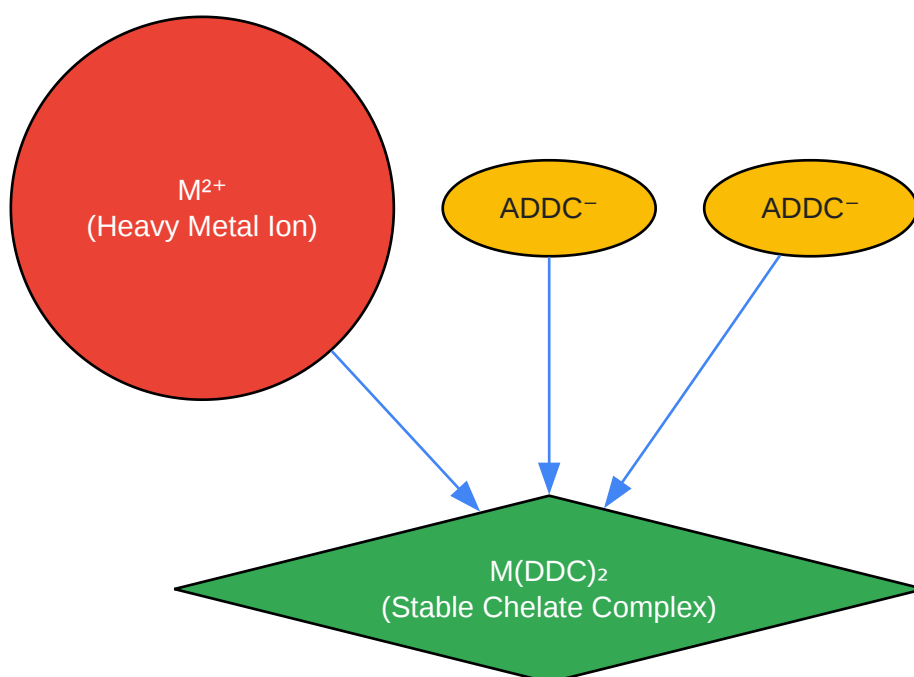 M²⁺
(Heavy Metal Ion)
ADDC⁻
ADDC⁻
M(DDC)₂
(Stable Chelate Complex)